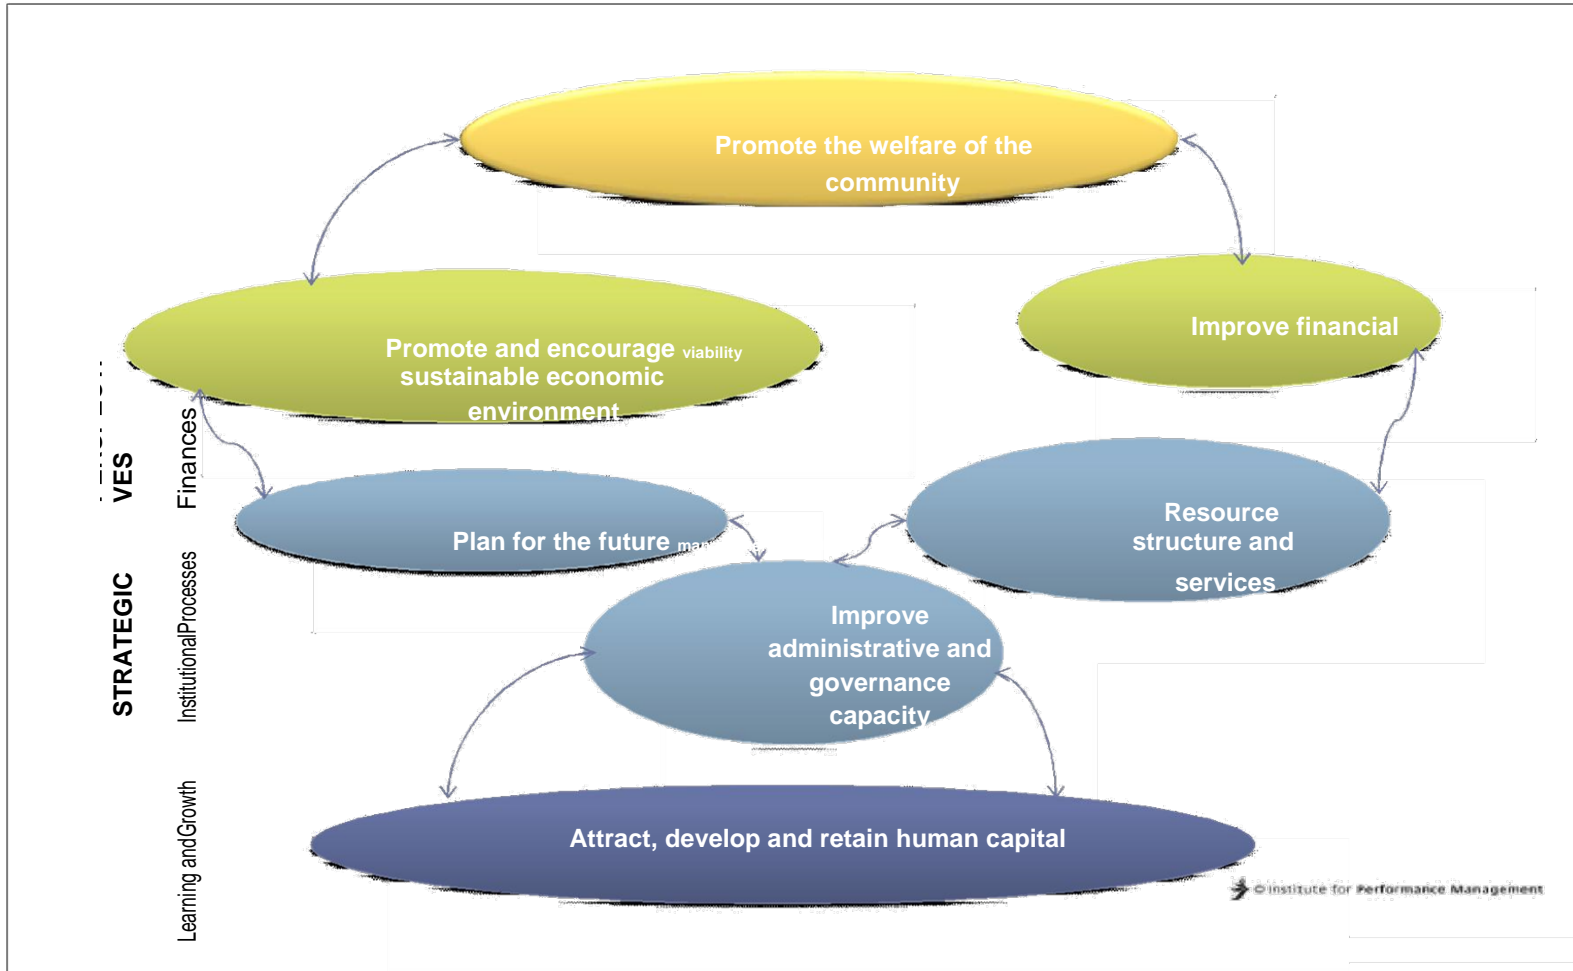 Promote the welfare of the
community
Improve financial
Promote and encourage viability
sustainable economic
environment
Finances
VES
Resource
structure and
services
Plan for the future
STRATEGIC
InstitutionalProcesses
Improve
administrative and
governance
capacity
Learning andGrowth
Attract, develop and retain human capital
© Institute for Performance Management